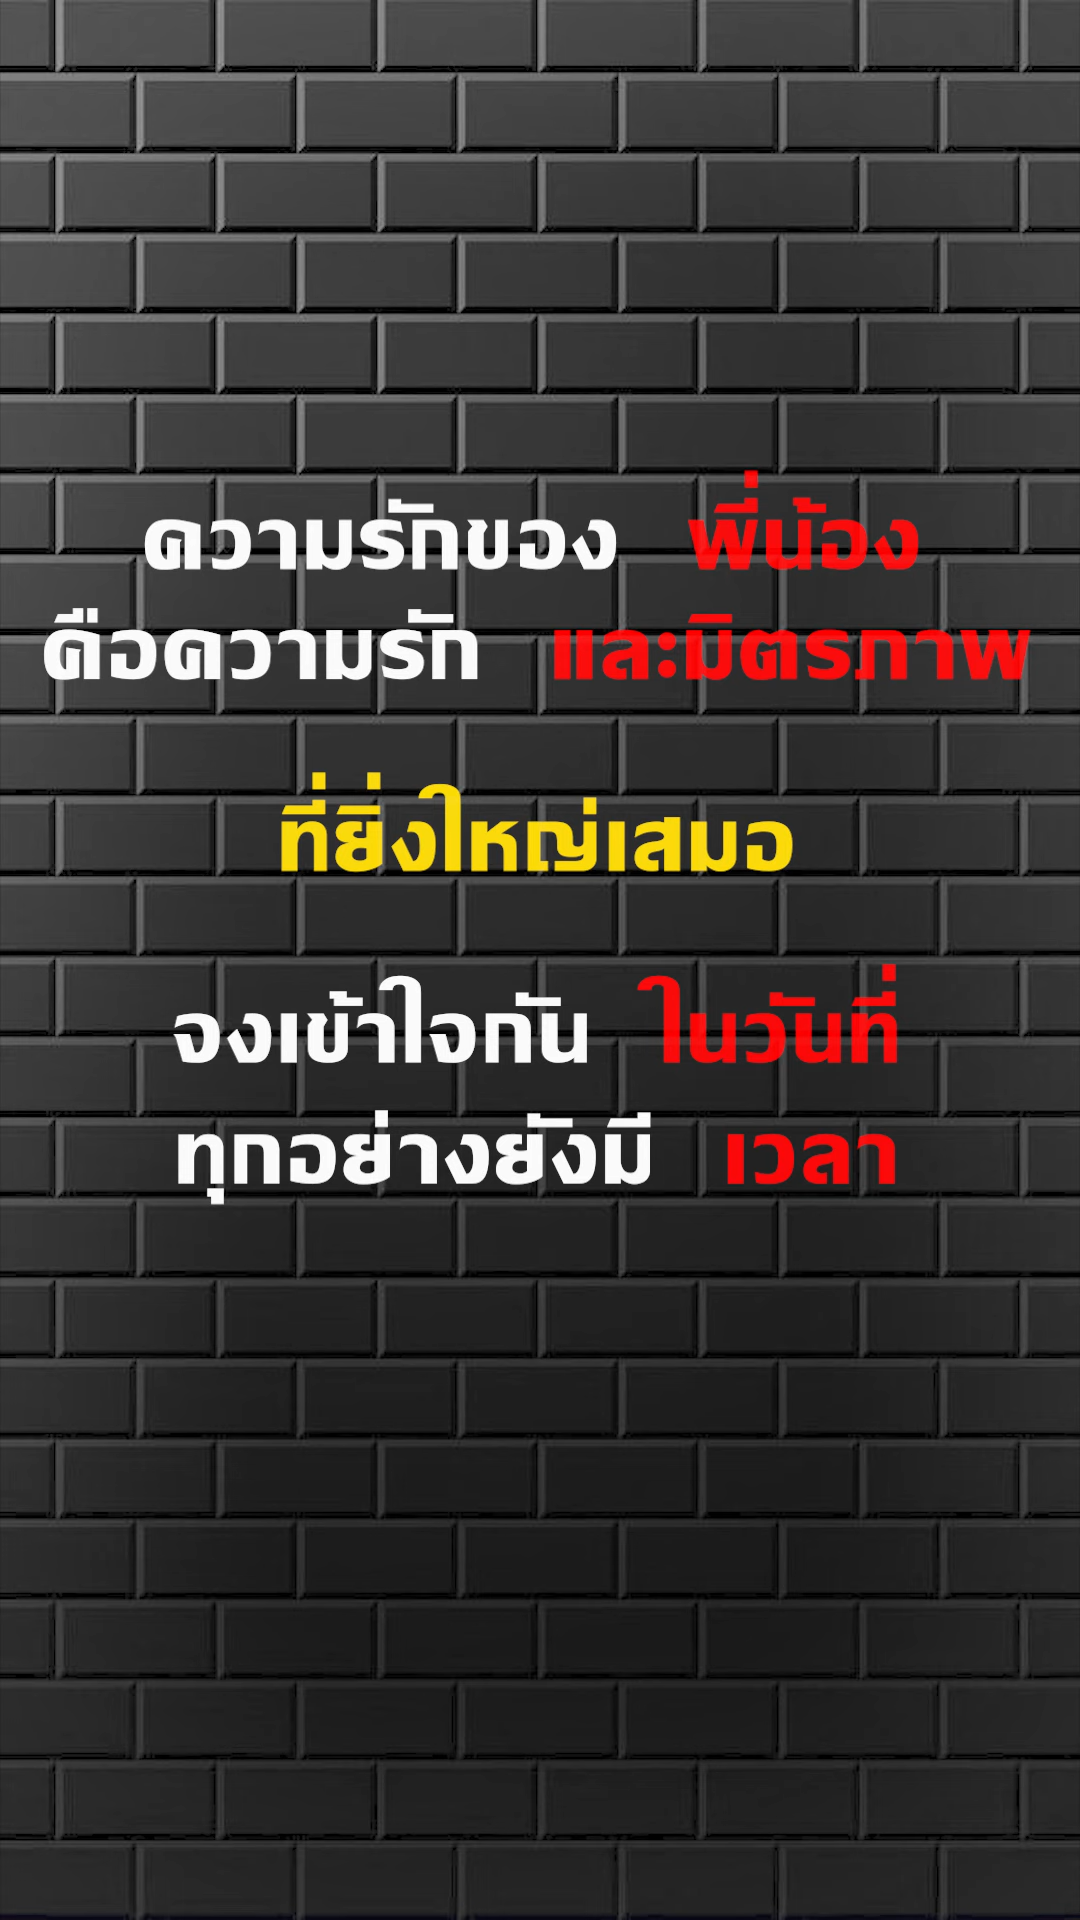 ความรักของ พี่น้อง
คือความรัก และมิตรภาพ
ที่ยิ่งใหญ่เสมอ
จงเข้าใจกัน ในวันที่
ทุกอย่างยังมี เวลา